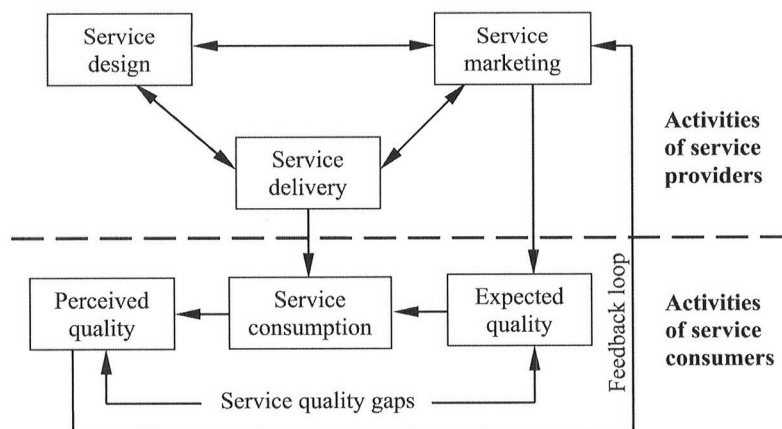 Service
design
Service
marketing
Service
delivery
Activities
of service
providers
Perceived
quality
Service
consumption
Expected
quality
Feedback loop
Activities
of service
consumers
Service quality gaps